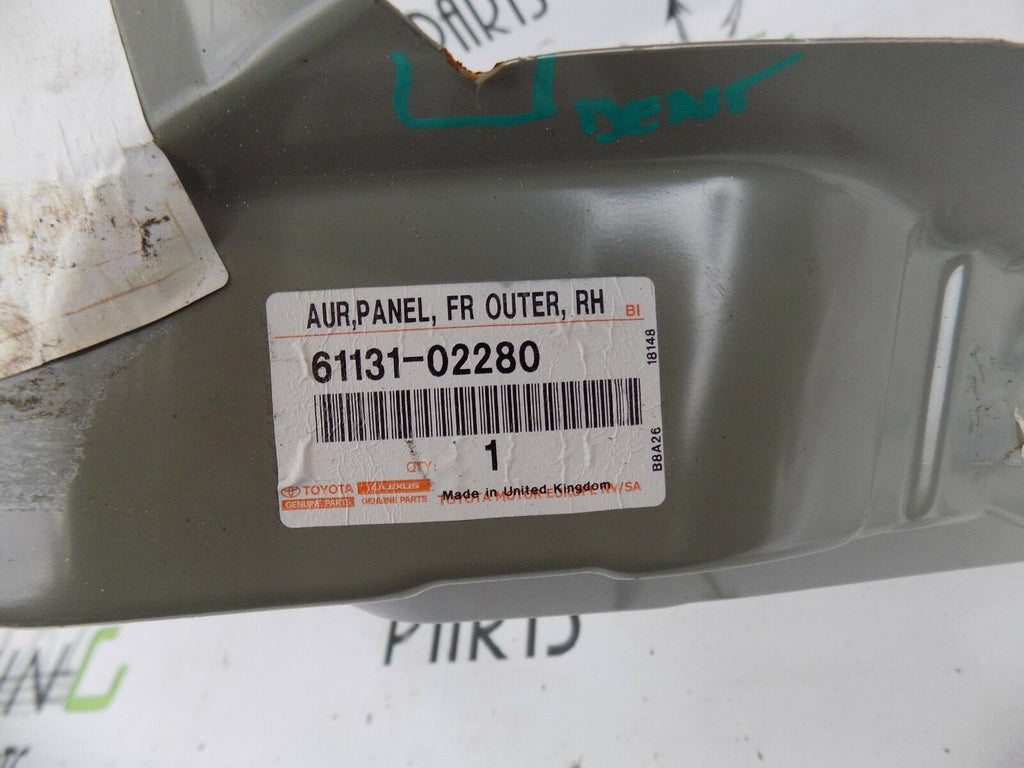 PARTS
DENT
AUR,PANEL, FR OUTER, RH
BI
61131-02280
18148
B8A26
QTY: 1
TOYOTA LEXUS
GENUINE PARTS GENUINE PARTS
Made in United Kingdom
TOYOTA MOTOR EUROPE NV/SA
PARTS